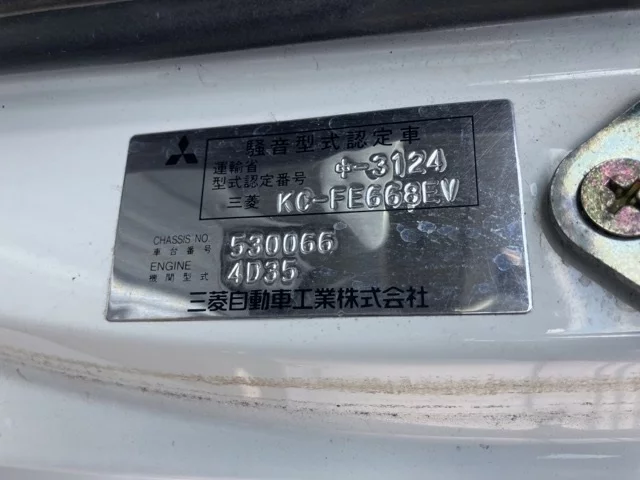 騒音型式認定車
運輸省
型式認定番号 中-3124
三菱 KC-FE668EV
CHASSIS NO.
車台番号 530066
ENGINE
機関型式 4D35
三菱自動車工業株式会社